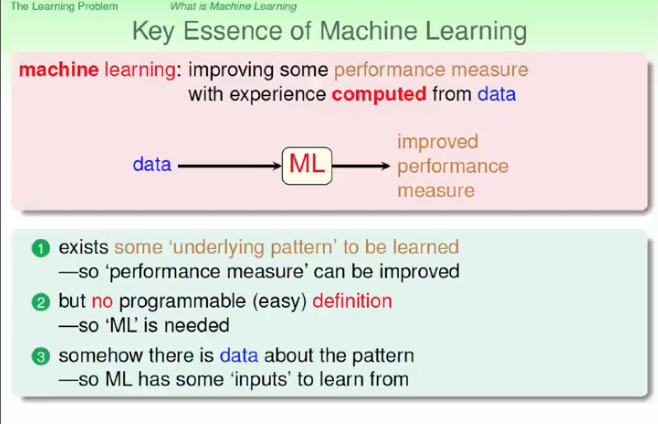 The Learning Problem What is Machine Learning
Key Essence of Machine Learning
machine learning: improving some performance measure
with experience computed from data
data ML improved
performance
measure
1 exists some ‘underlying pattern’ to be learned
—so ‘performance measure’ can be improved
2 but no programmable (easy) definition
—so ‘ML’ is needed
3 somehow there is data about the pattern
—so ML has some ‘inputs’ to learn from